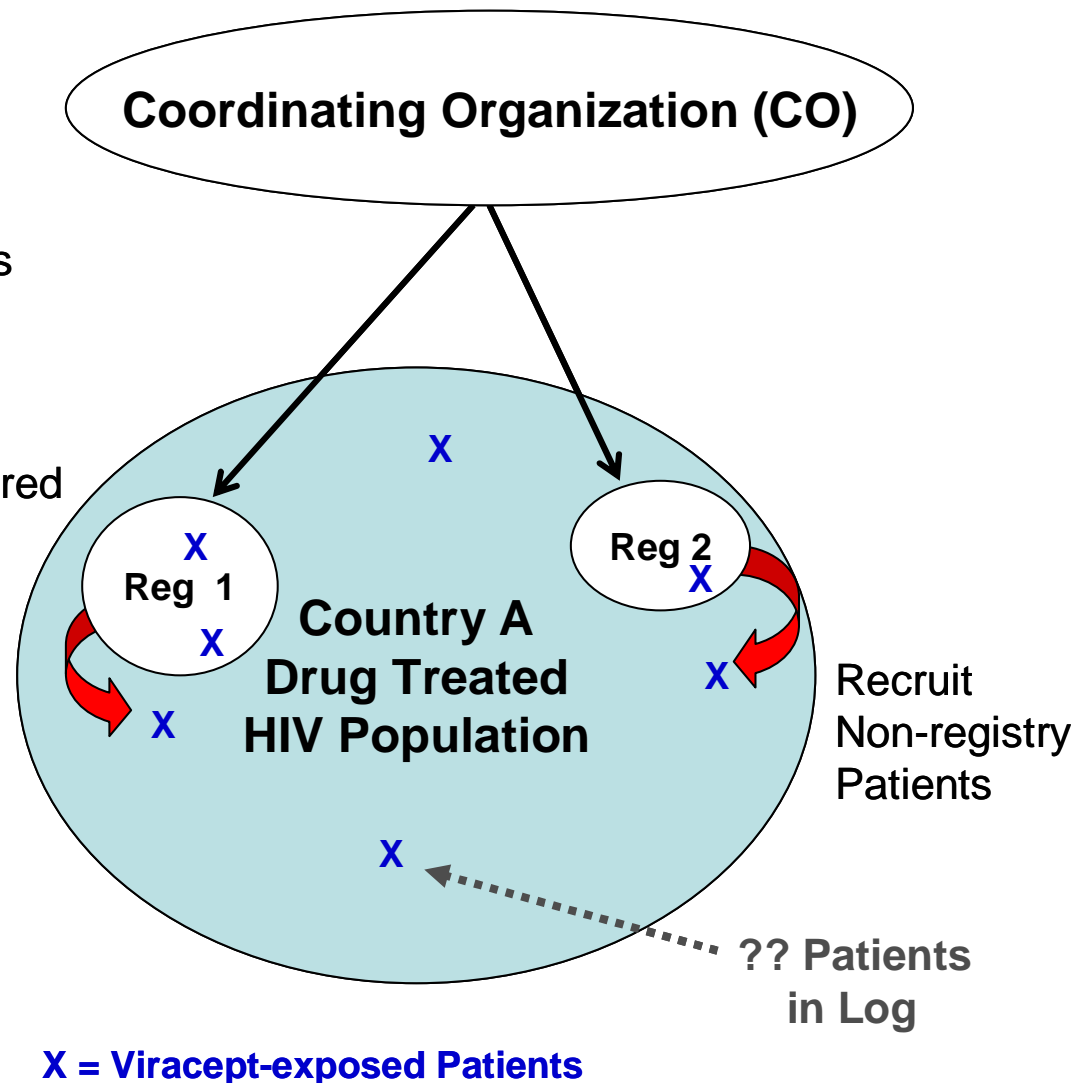 Coordinating Organization (CO)
s
red
X
X
Reg 1
X
Reg 2
X
Country A
Drug Treated
HIV Population
X
X
Recruit
Non-registry
Patients
X
?? Patients
in Log
X = Viracept-exposed Patients